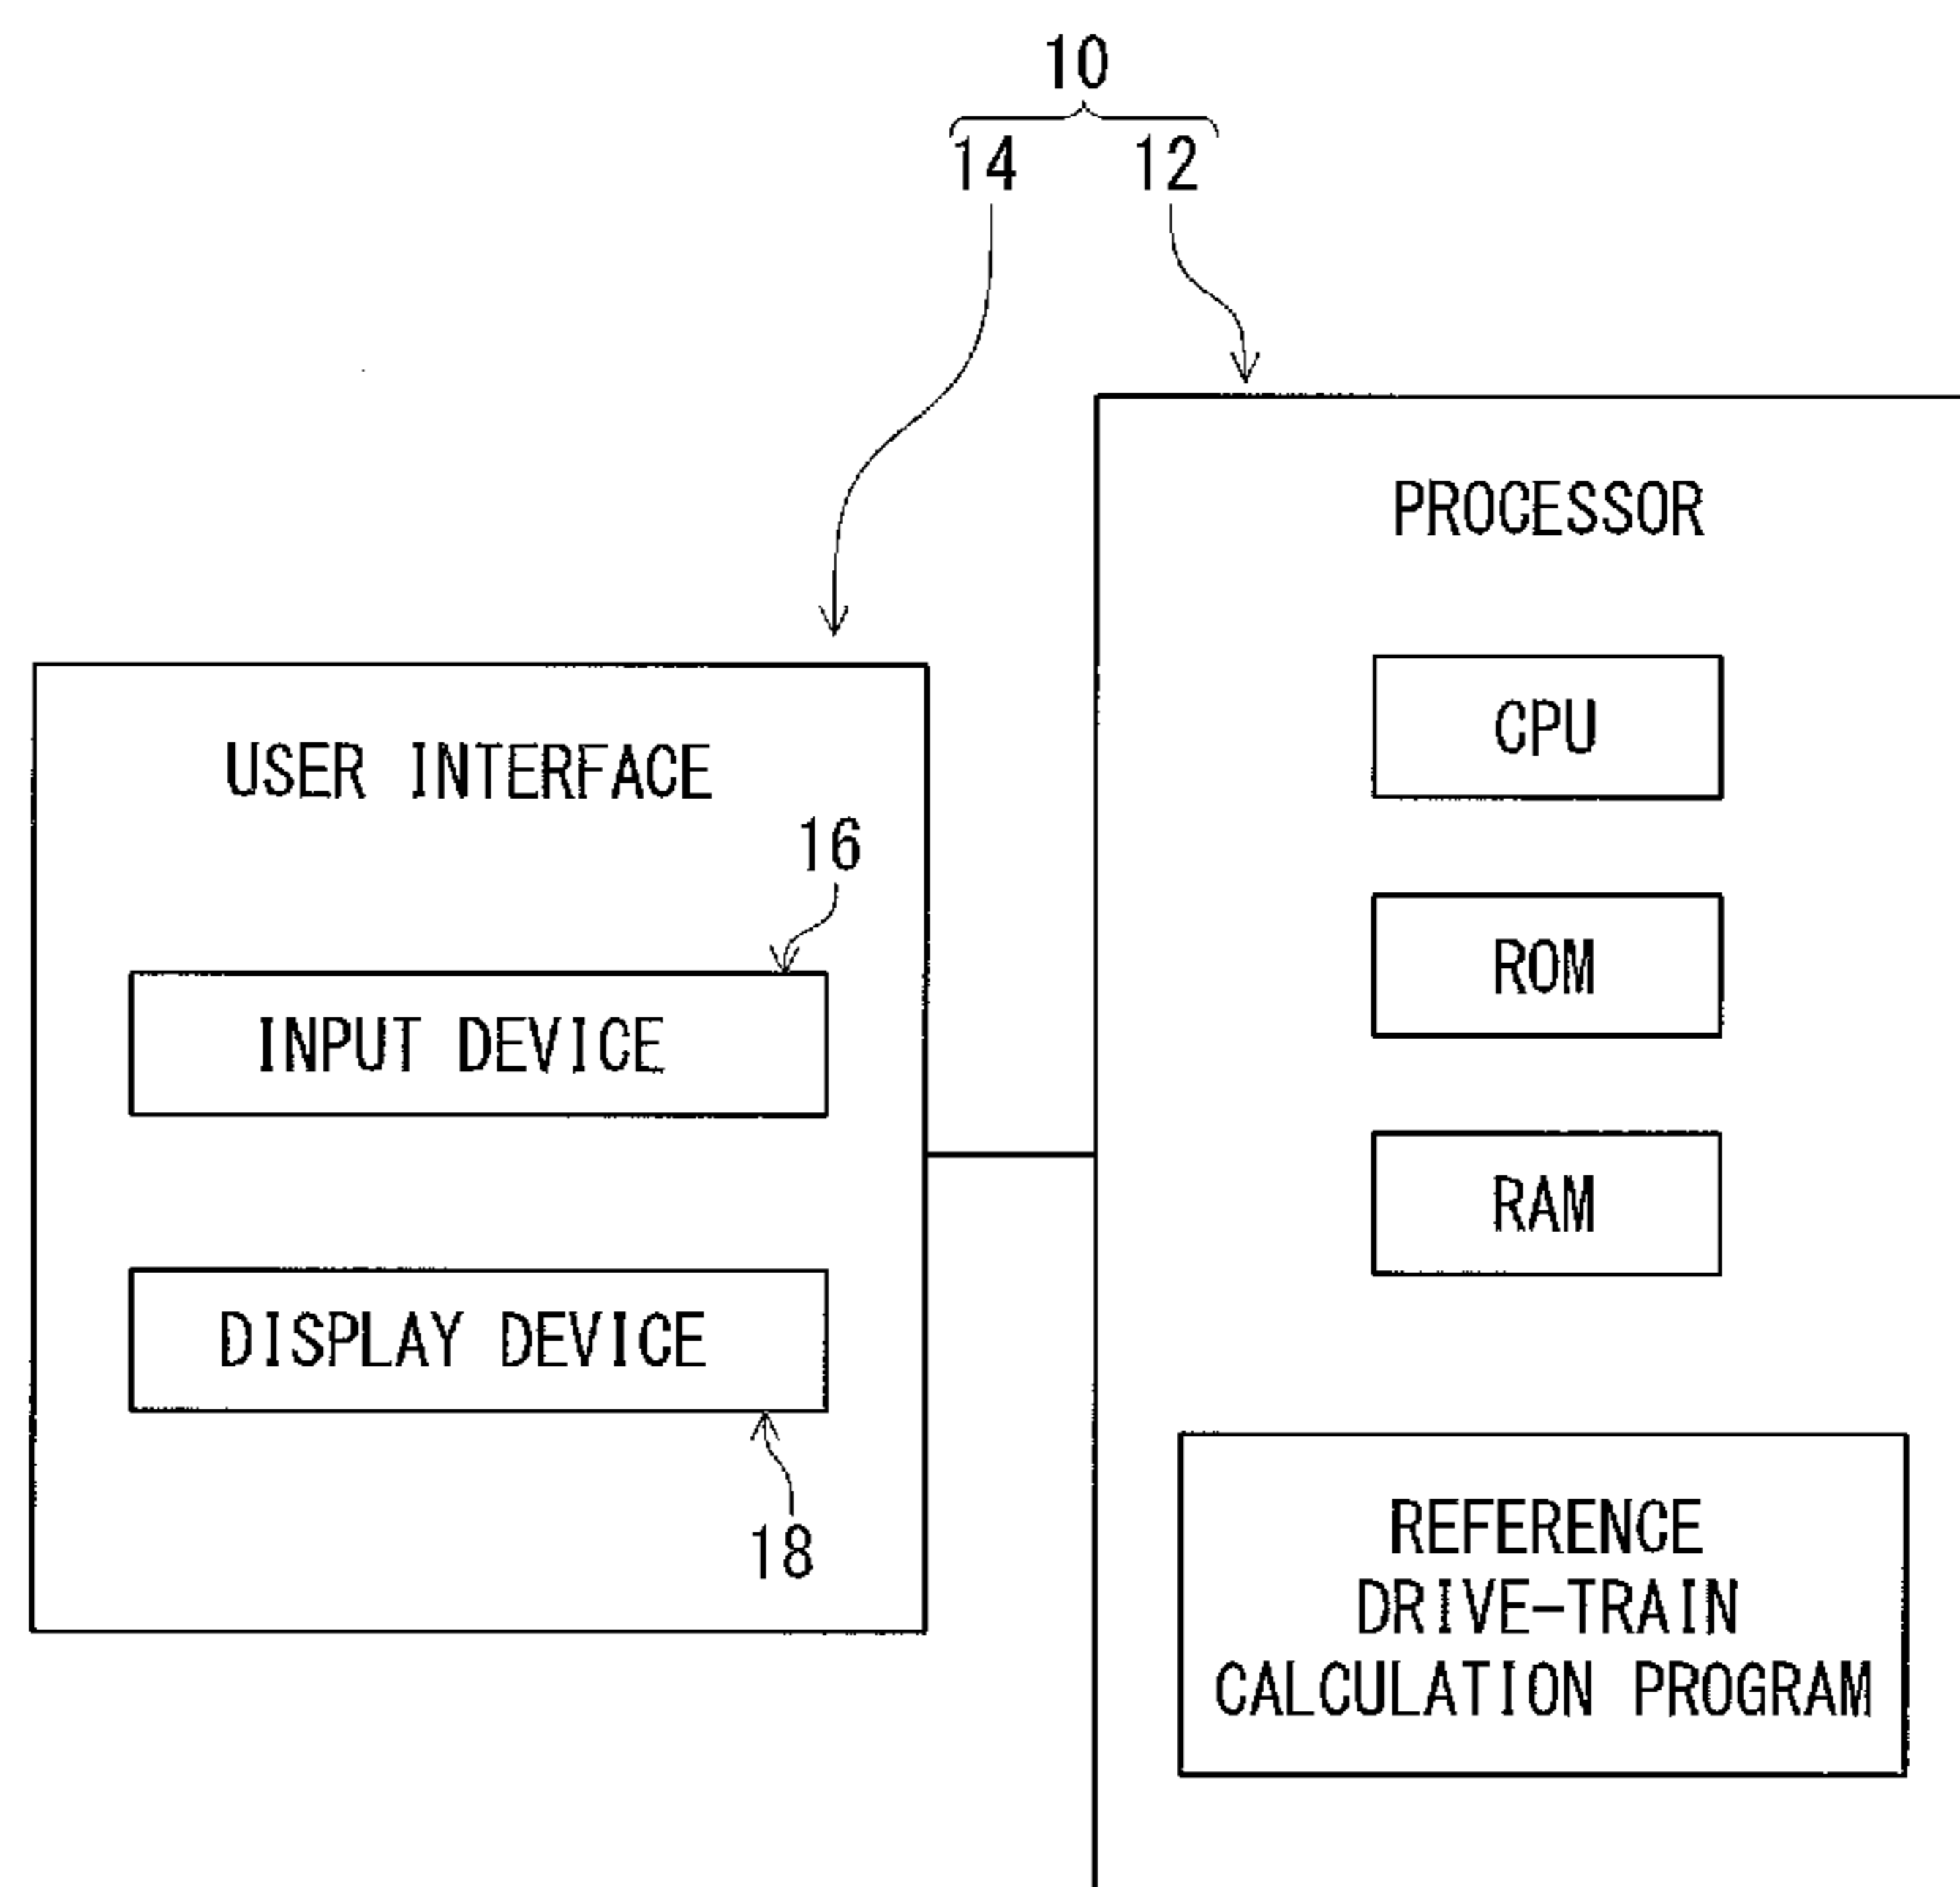 10
14 12
PROCESSOR
CPU
USER INTERFACE
16
ROM
INPUT DEVICE
RAM
DISPLAY DEVICE
18
REFERENCE
DRIVE-TRAIN
CALCULATION PROGRAM